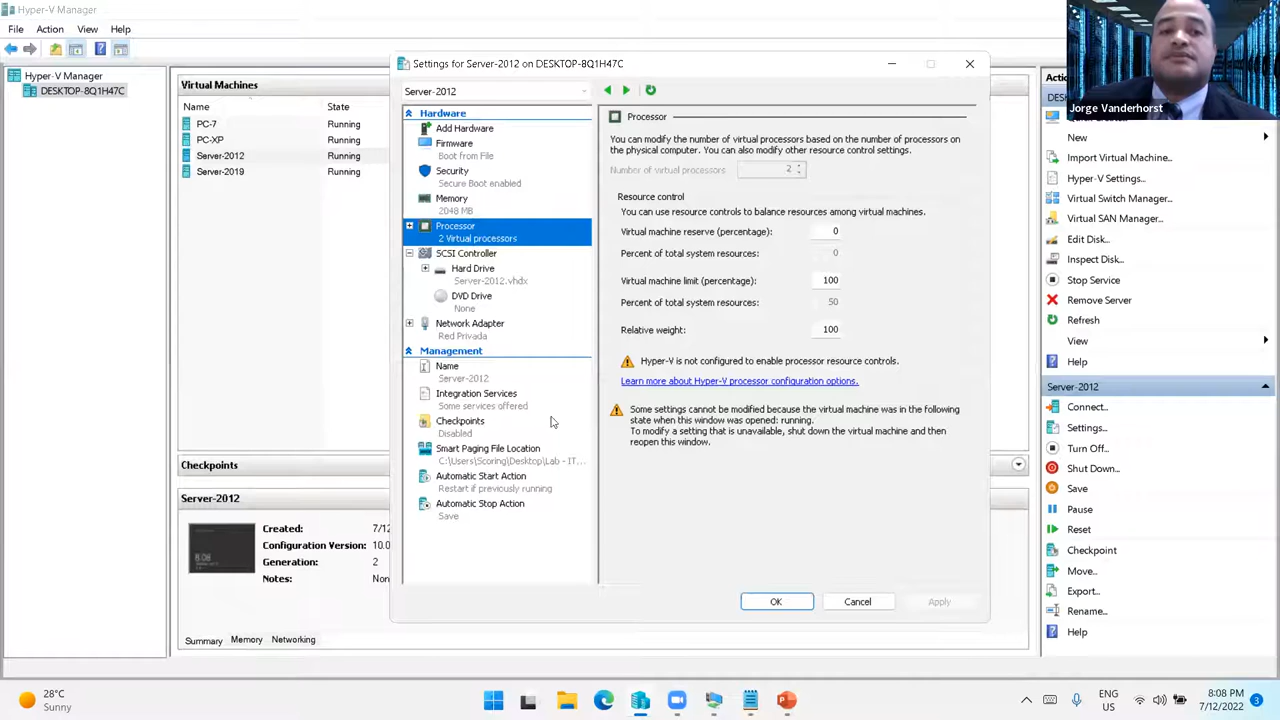 Hyper-V Manager
File Action View Help
Hyper-V Manager
DESKTOP-8Q1H47C
Virtual Machines
Name State
PC-7 Running
PC-XP Running
Server-2012 Running
Server-2019 Running
Checkpoints
Server-2012
Created: 7/12
Configuration Version: 10.0
Generation: 2
Notes: Non
Summary Memory Networking
Settings for Server-2012 on DESKTOP-8Q1H47C
Server-2012
Hardware
Add Hardware
Firmware
Boot from File
Security
Secure Boot enabled
Memory
2048 MB
Processor
2 Virtual processors
SCSI Controller
Hard Drive
Server-2012.vhdx
DVD Drive
None
Network Adapter
Red Privada
Management
Name
Server-2012
Integration Services
Some services offered
Checkpoints
Disabled
Smart Paging File Location
C:\Users\Scoring\Desktop\Lab - IT...
Automatic Start Action
Restart if previously running
Automatic Stop Action
Save
Processor
You can modify the number of virtual processors based on the number of processors on
the physical computer. You can also modify other resource control settings.
Number of virtual processors 2
Resource control
You can use resource controls to balance resources among virtual machines.
Virtual machine reserve (percentage): 0
Percent of total system resources: 0
Virtual machine limit (percentage): 100
Percent of total system resources: 50
Relative weight: 100
Hyper-V is not configured to enable processor resource controls.
Learn more about Hyper-V processor configuration options.
Some settings cannot be modified because the virtual machine was in the following
state when this window was opened: running.
To modify a setting that is unavailable, shut down the virtual machine and then
reopen this window.
OK Cancel Apply
Jorge Vanderhorst
New
Import Virtual Machine...
Hyper-V Settings...
Virtual Switch Manager...
Virtual SAN Manager...
Edit Disk...
Inspect Disk...
Stop Service
Remove Server
Refresh
View
Help
Server-2012
Connect...
Settings...
Turn Off...
Shut Down...
Save
Pause
Reset
Checkpoint
Move...
Export...
Rename...
Help
28°C
Sunny
ENG
US
8:08 PM
7/12/2022
3